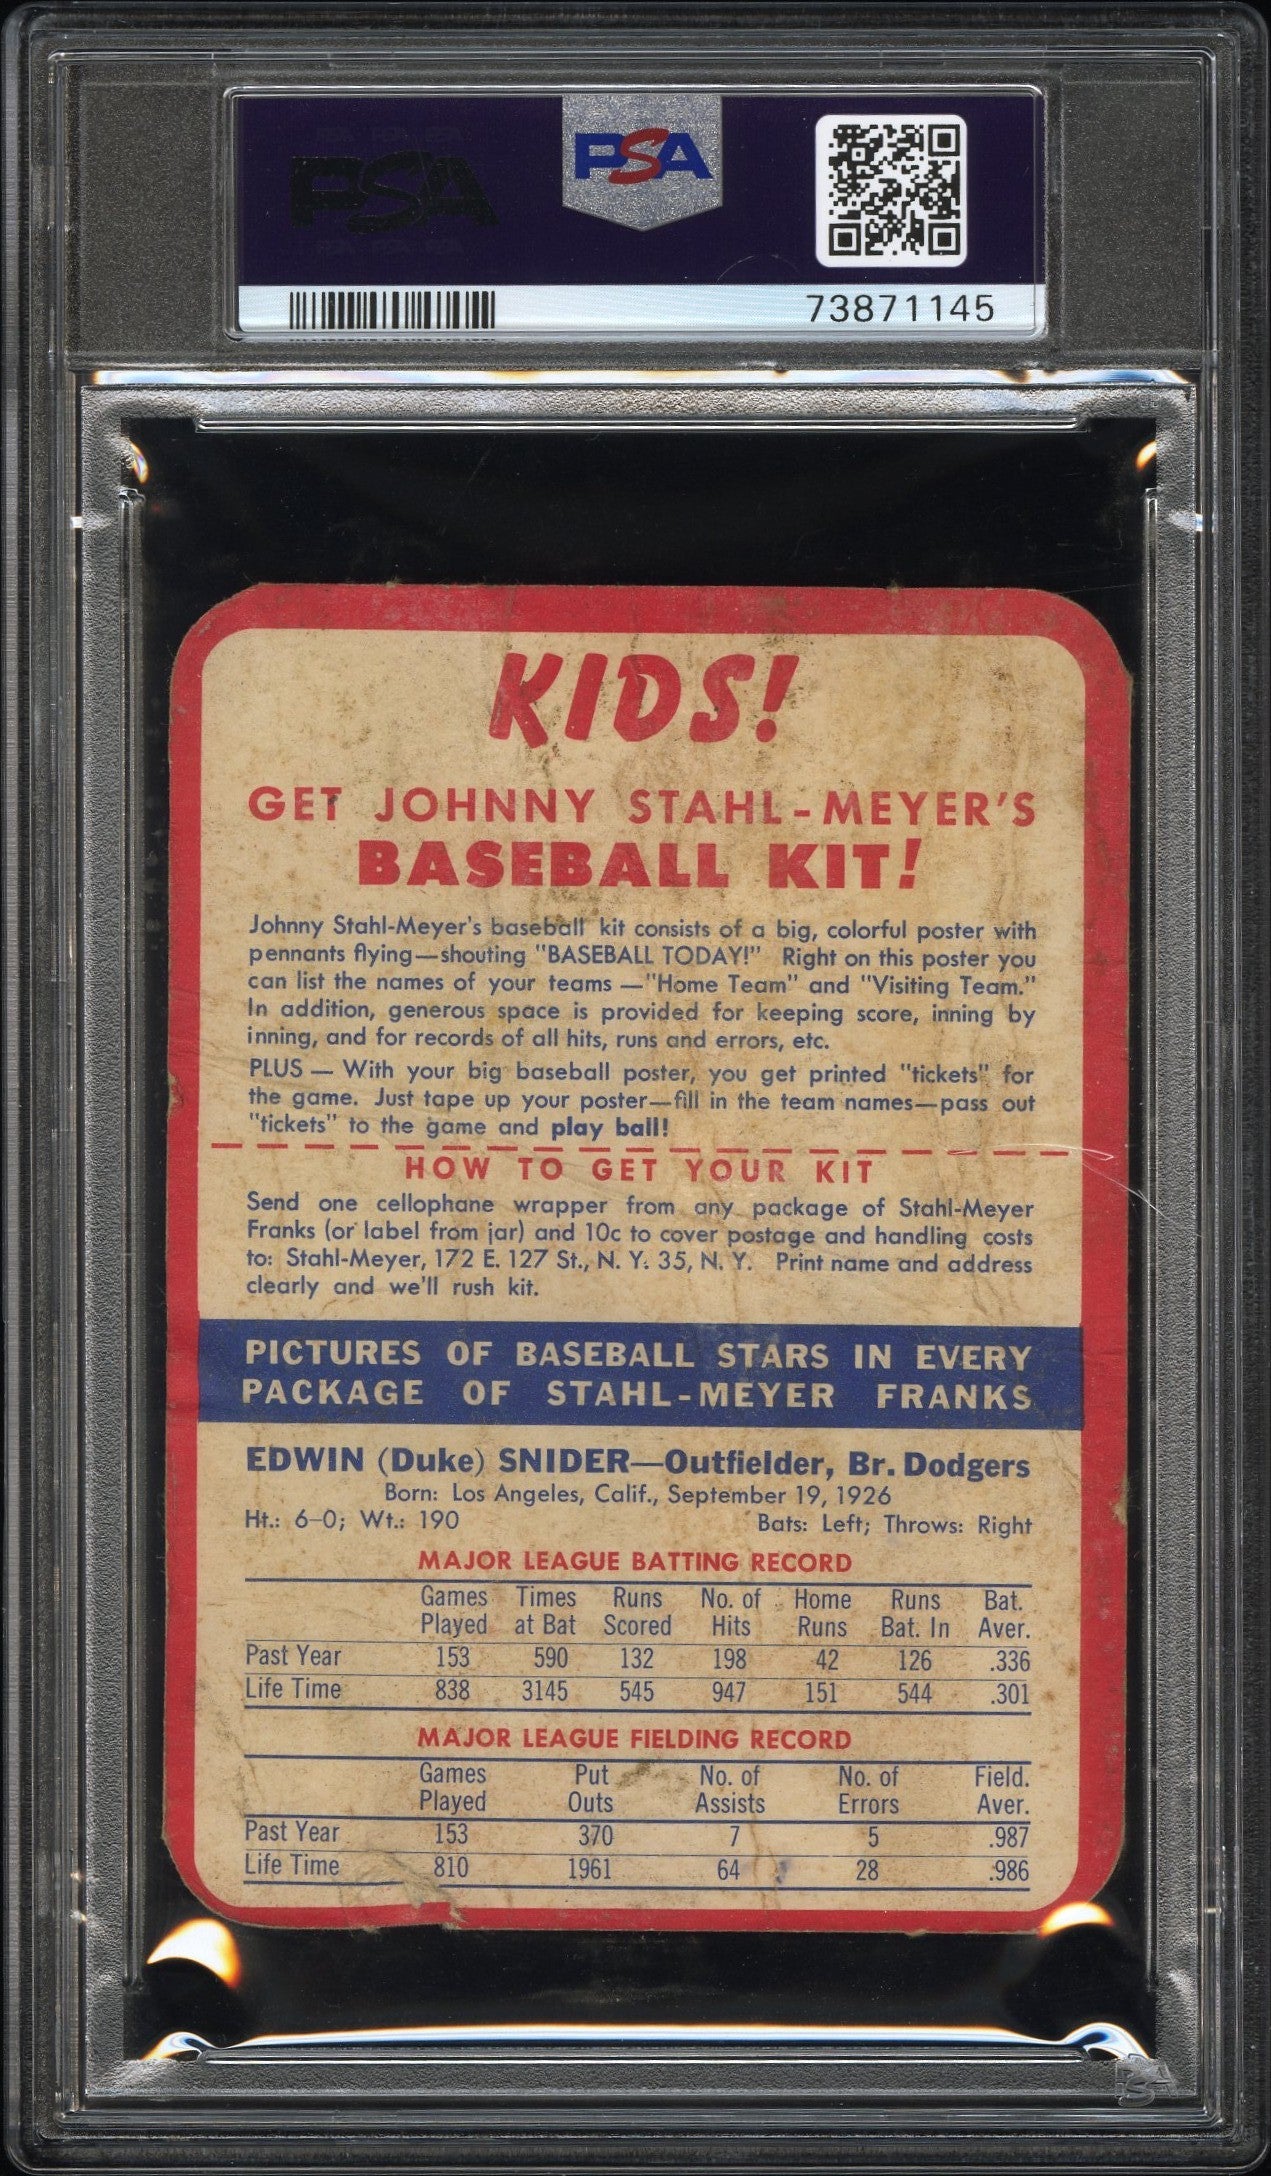 PSA
PSA
73871145
KIDS!
GET JOHNNY STAHL-MEYER'S
BASEBALL KIT!
Johnny Stahl-Meyer's baseball kit consists of a big, colorful poster with
pennants flying—shouting "BASEBALL TODAY!" Right on this poster you
can list the names of your teams —"Home Team" and "Visiting Team."
In addition, generous space is provided for keeping score, inning by
inning, and for records of all hits, runs and errors, etc.
PLUS — With your big baseball poster, you get printed "tickets" for
the game. Just tape up your poster—fill in the team names—pass out
"tickets" to the game and play ball!
HOW TO GET YOUR KIT
Send one cellophane wrapper from any package of Stahl-Meyer
Franks (or label from jar) and 10c to cover postage and handling costs
to: Stahl-Meyer, 172 E. 127 St., N. Y. 35, N. Y. Print name and address
clearly and we'll rush kit.
PICTURES OF BASEBALL STARS IN EVERY
PACKAGE OF STAHL-MEYER FRANKS
EDWIN (Duke) SNIDER—Outfielder, Br. Dodgers
Born: Los Angeles, Calif., September 19, 1926
Ht.: 6-0; Wt.: 190 Bats: Left; Throws: Right
MAJOR LEAGUE BATTING RECORD
Games Times Runs No. of Home Runs Bat.
Played at Bat Scored Hits Runs Bat. In Aver.
Past Year 153 590 132 198 42 126 .336
Life Time 838 3145 545 947 151 544 .301
MAJOR LEAGUE FIELDING RECORD
Games Put No. of No. of Field.
Played Outs Assists Errors Aver.
Past Year 153 370 7 5 .987
Life Time 810 1961 64 28 .986
PSA